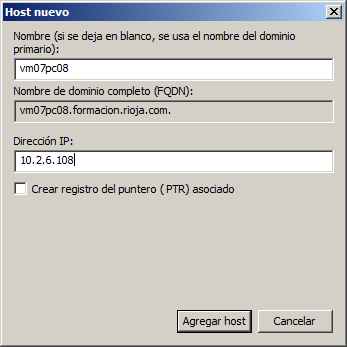 Host nuevo
Nombre (si se deja en blanco, se usa el nombre del dominio
primario):
vm07pc08
Nombre de dominio completo (FQDN):
vm07pc08.formacion.rioja.com.
Dirección IP:
10.2.6.108
Crear registro del puntero (PTR) asociado
Agregar host
Cancelar